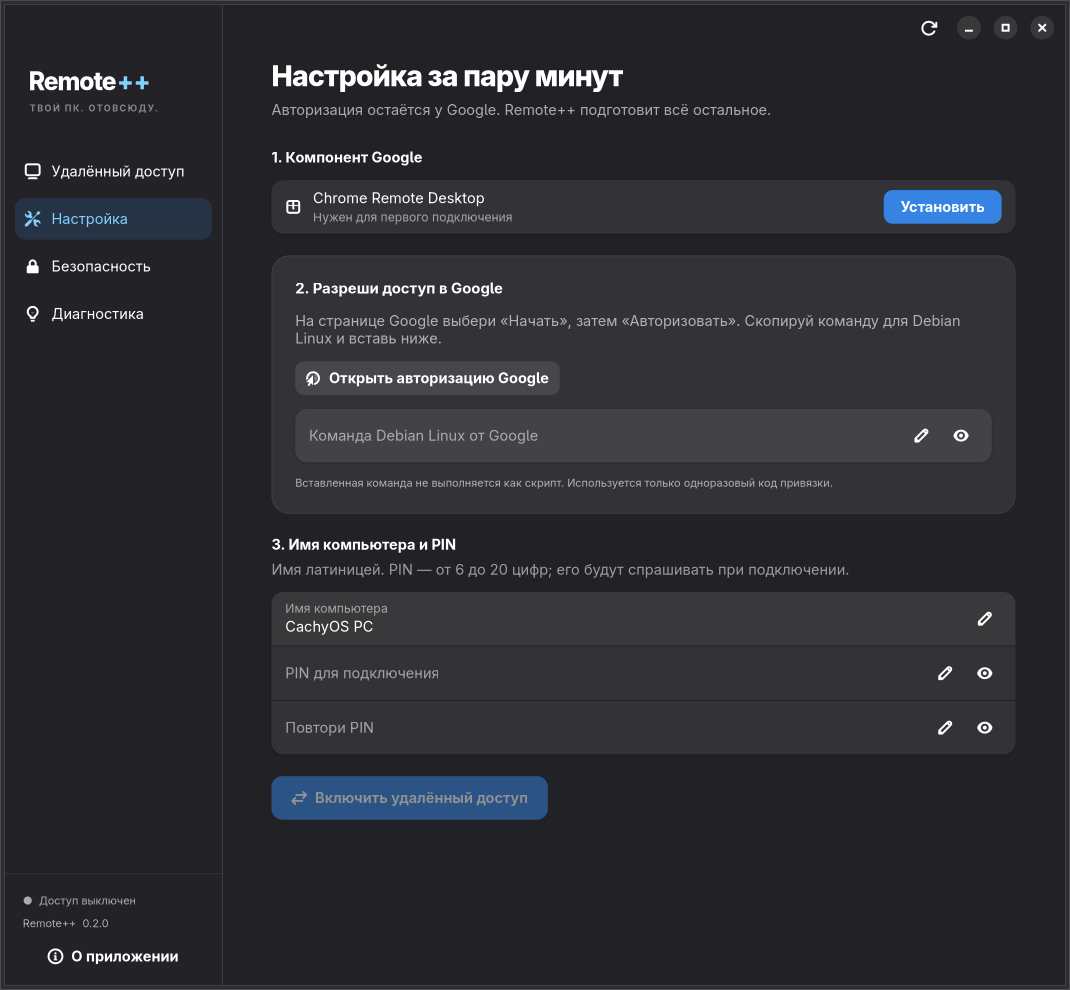 Remote++
ТВОЙ ПК. ОТОВСЮДУ.
Удалённый доступ
Настройка
Безопасность
Диагностика
Доступ выключен
Remote++ 0.2.0
О приложении
Настройка за пару минут
Авторизация остаётся у Google. Remote++ подготовит всё остальное.
1. Компонент Google
Chrome Remote Desktop
Нужен для первого подключения
Установить
2. Разреши доступ в Google
На странице Google выбери «Начать», затем «Авторизовать». Скопируй команду для Debian
Linux и вставь ниже.
Открыть авторизацию Google
Команда Debian Linux от Google
Вставленная команда не выполняется как скрипт. Используется только одноразовый код привязки.
3. Имя компьютера и PIN
Имя латиницей. PIN — от 6 до 20 цифр; его будут спрашивать при подключении.
Имя компьютера
CachyOS PC
PIN для подключения
Повтори PIN
Включить удалённый доступ